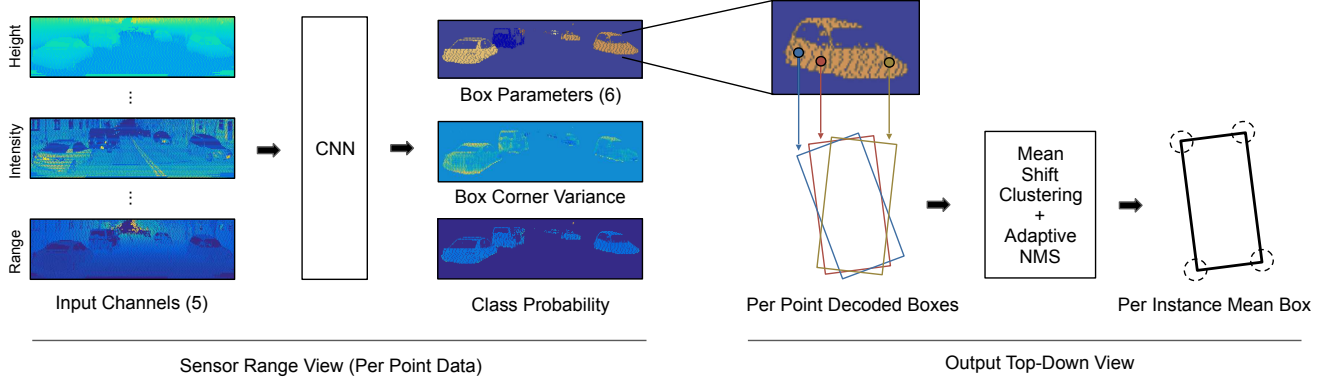 Height
Intensity
Range
Input Channels (5)
CNN
Box Parameters (6)
Box Corner Variance
Class Probability
Sensor Range View (Per Point Data)
Per Point Decoded Boxes
Mean
Shift
Clustering
+
Adaptive
NMS
Per Instance Mean Box
Output Top-Down View